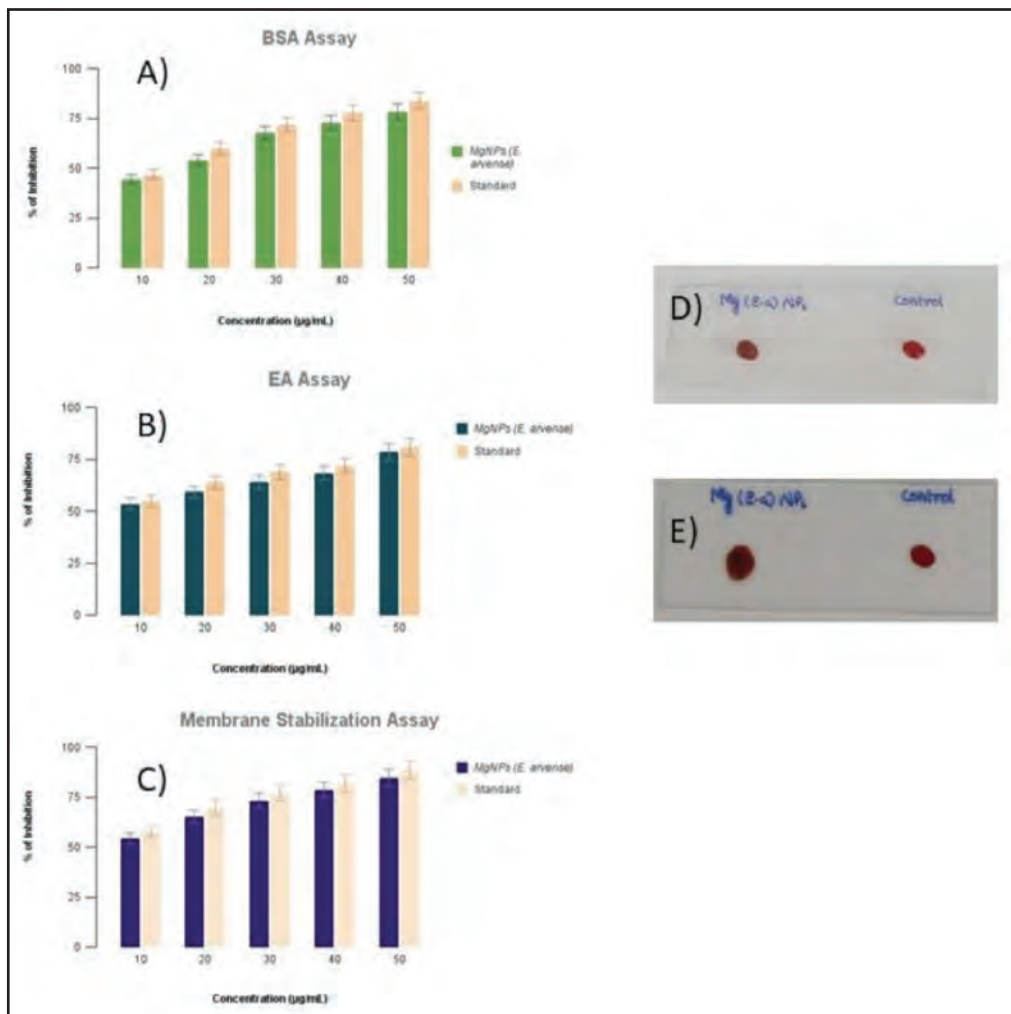 BSA Assay
A)
100
75
50
25
0
% of Inhibition
10 20 30 40 50
Concentration (µg/mL)
MgNPs (E. arvense)
Standard
EA Assay
B)
100
75
50
25
0
% of Inhibition
10 20 30 40 50
Concentration (µg/mL)
MgNPs (E. arvense)
Standard
Membrane Stabilization Assay
C)
100
75
50
25
0
% of Inhibition
10 20 30 40 50
Concentration (µg/mL)
MgNPs (E. arvense)
Standard
D)
Mg (E-a) NPs Control
E)
Mg (E-a) NPs Control